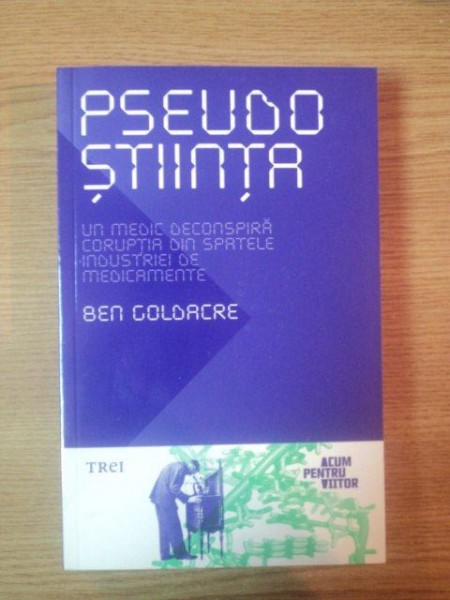 PSEUDO
ȘTIINȚA
UN MEDIC DECONSPIRĂ
CORUPȚIA DIN SPATELE
INDUSTRIEI DE
MEDICAMENTE
BEN GOLDACRE
TREI
ACUM
PENTRU
VIITOR